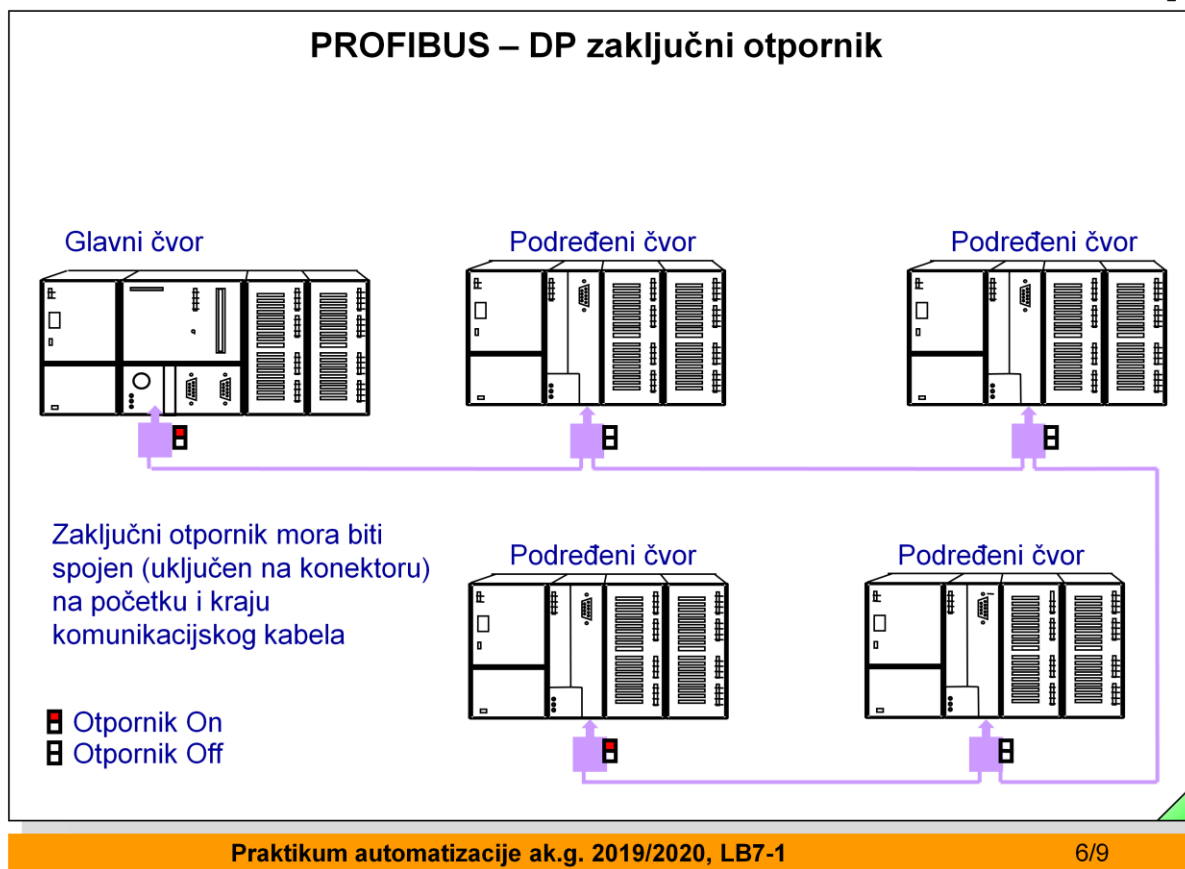 PROFIBUS – DP zaključni otpornik
Glavni čvor
Podređeni čvor
Podređeni čvor
Zaključni otpornik mora biti
spojen (uključen na konektoru)
na početku i kraju
komunikacijskog kabela
Podređeni čvor
Podređeni čvor
Otpornik On
Otpornik Off
Praktikum automatizacije ak.g. 2019/2020, LB7-1
6/9